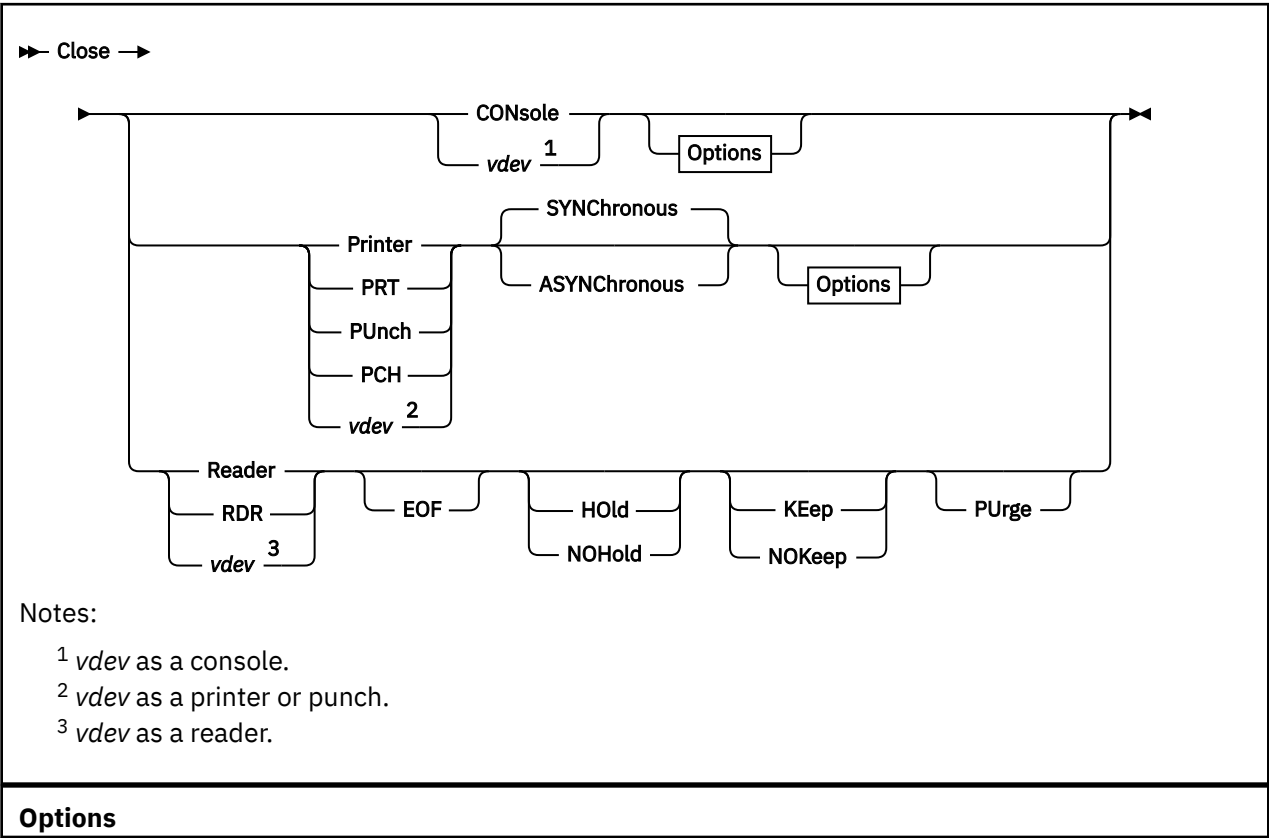 Close
CONsole
vdev 1
Options
SYNChronous
Printer
ASYNChronous
Options
PRT
PUnch
PCH
vdev 2
Reader
RDR
vdev 3
EOF
HOld
NOHold
KEep
NOKeep
PUrge
Notes:
1 vdev as a console.
2 vdev as a printer or punch.
3 vdev as a reader.
Options